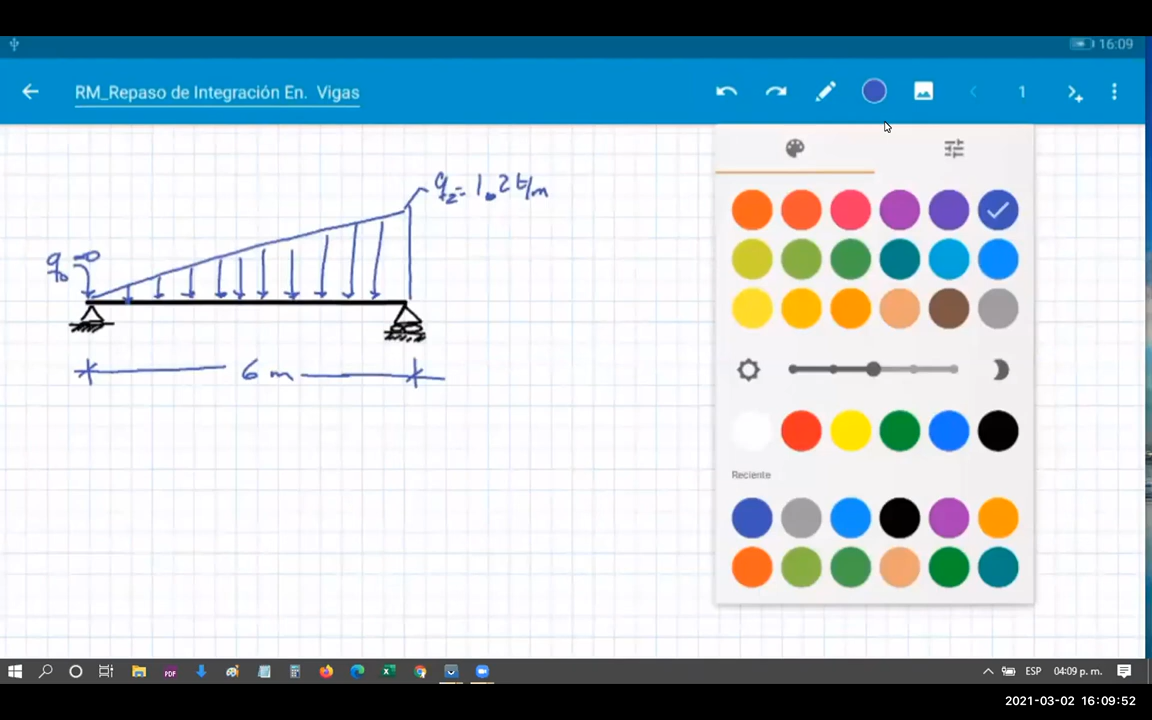 16:09
RM_Repaso de Integración En. Vigas
1
q₂=1.2 t/m
q₀=0
6 m
Reciente
PDF
ESP
04:09 p. m.
2021-03-02 16:09:52